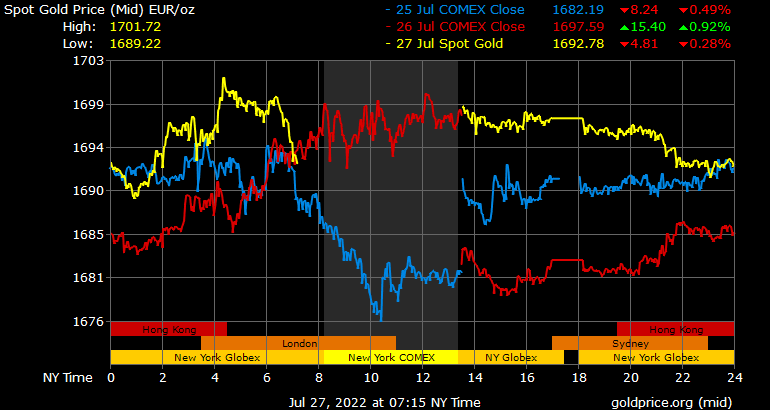 Spot Gold Price (Mid) EUR/oz - 25 Jul COMEX Close 1682.19 ▼8.24 ▼0.49%
High: 1701.72 - 26 Jul COMEX Close 1697.59 ▲15.40 ▲0.92%
Low: 1689.22 - 27 Jul Spot Gold 1692.78 ▼4.81 ▼0.28%
1703
1699
1694
1690
1685
1681
1676
Hong Kong Hong Kong
London Sydney
New York Globex New York COMEX NY Globex New York Globex
NY Time 0 2 4 6 8 10 12 14 16 18 20 22 24
Jul 27, 2022 at 07:15 NY Time goldprice.org (mid)